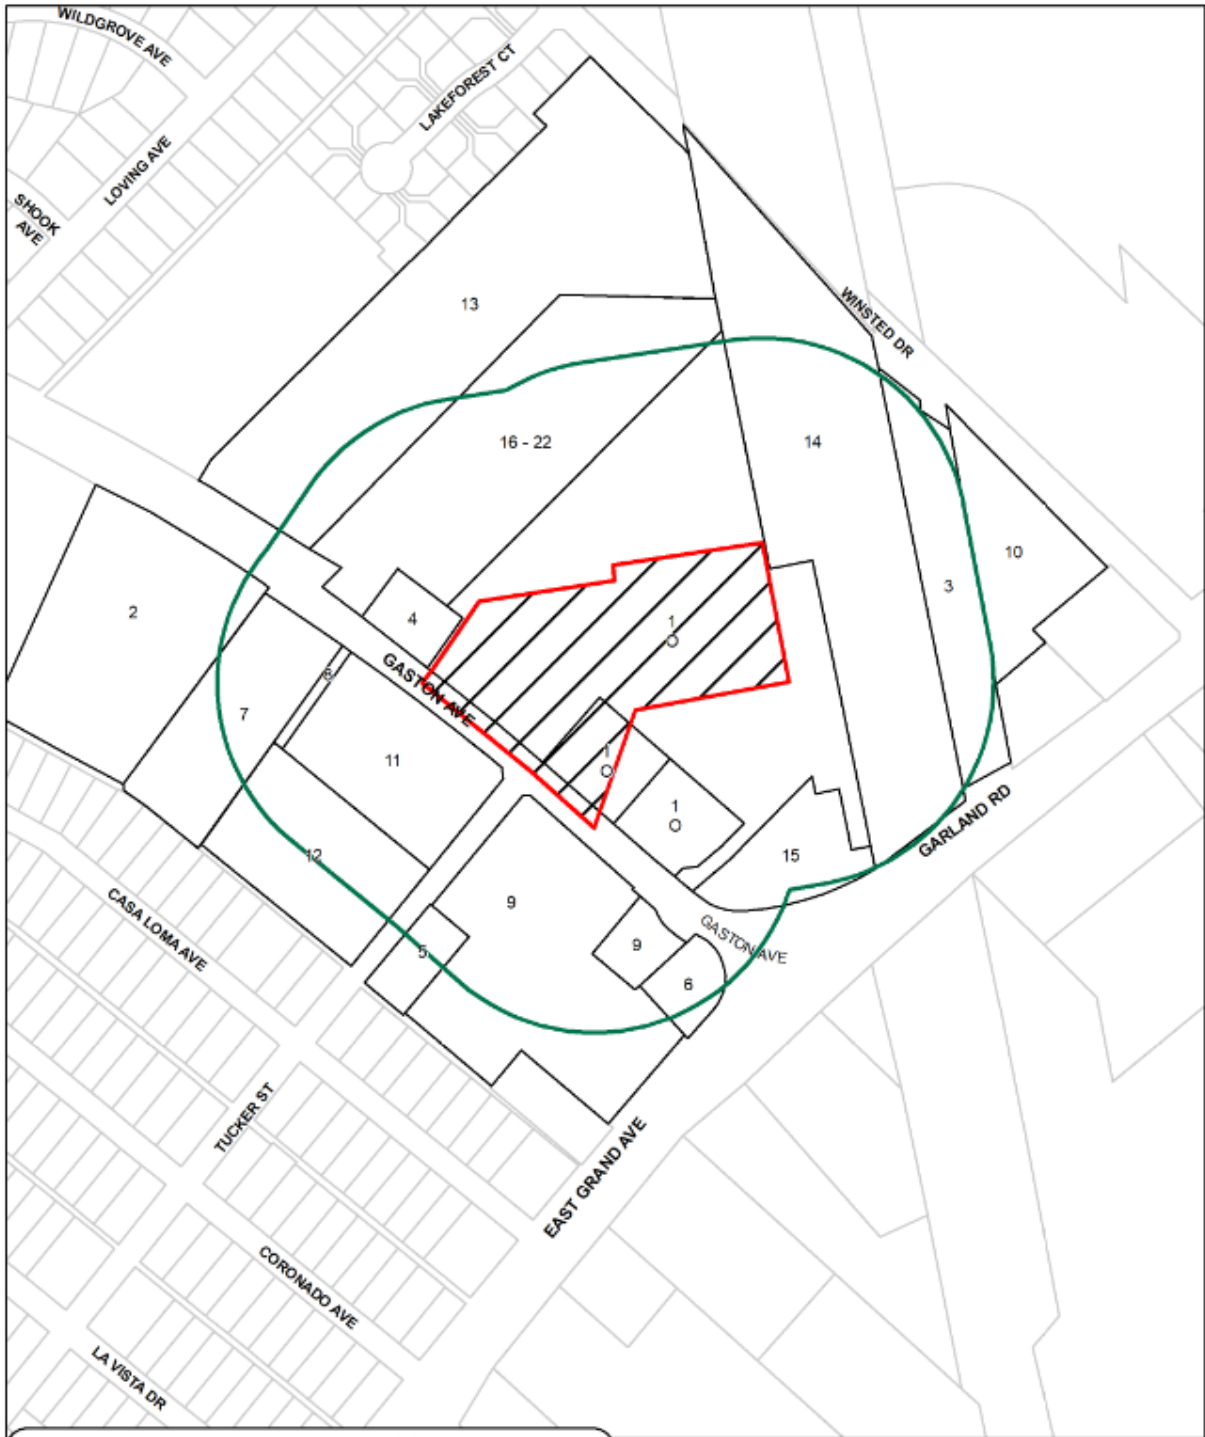 WILDGROVE AVE
LAKEFOREST CT
LOVING AVE
SHOOK
AVE
13
WINSTED DR
16 - 22
14
10
3
2
4
1
8
GASTON AVE
7
11
1
1
GARLAND RD
12
15
CASA LOMA AVE
9
GASTON AVE
5
9
6
TUCKER ST
EAST GRAND AVE
CORONADO AVE
LA VISTA DR